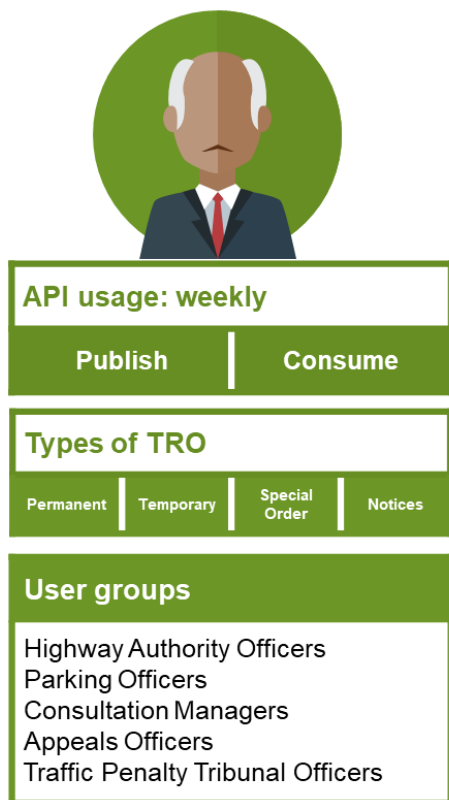 API usage: weekly
Publish
Consume
Types of TRO
Permanent
Temporary
Special
Order
Notices
User groups
Highway Authority Officers
Parking Officers
Consultation Managers
Appeals Officers
Traffic Penalty Tribunal Officers